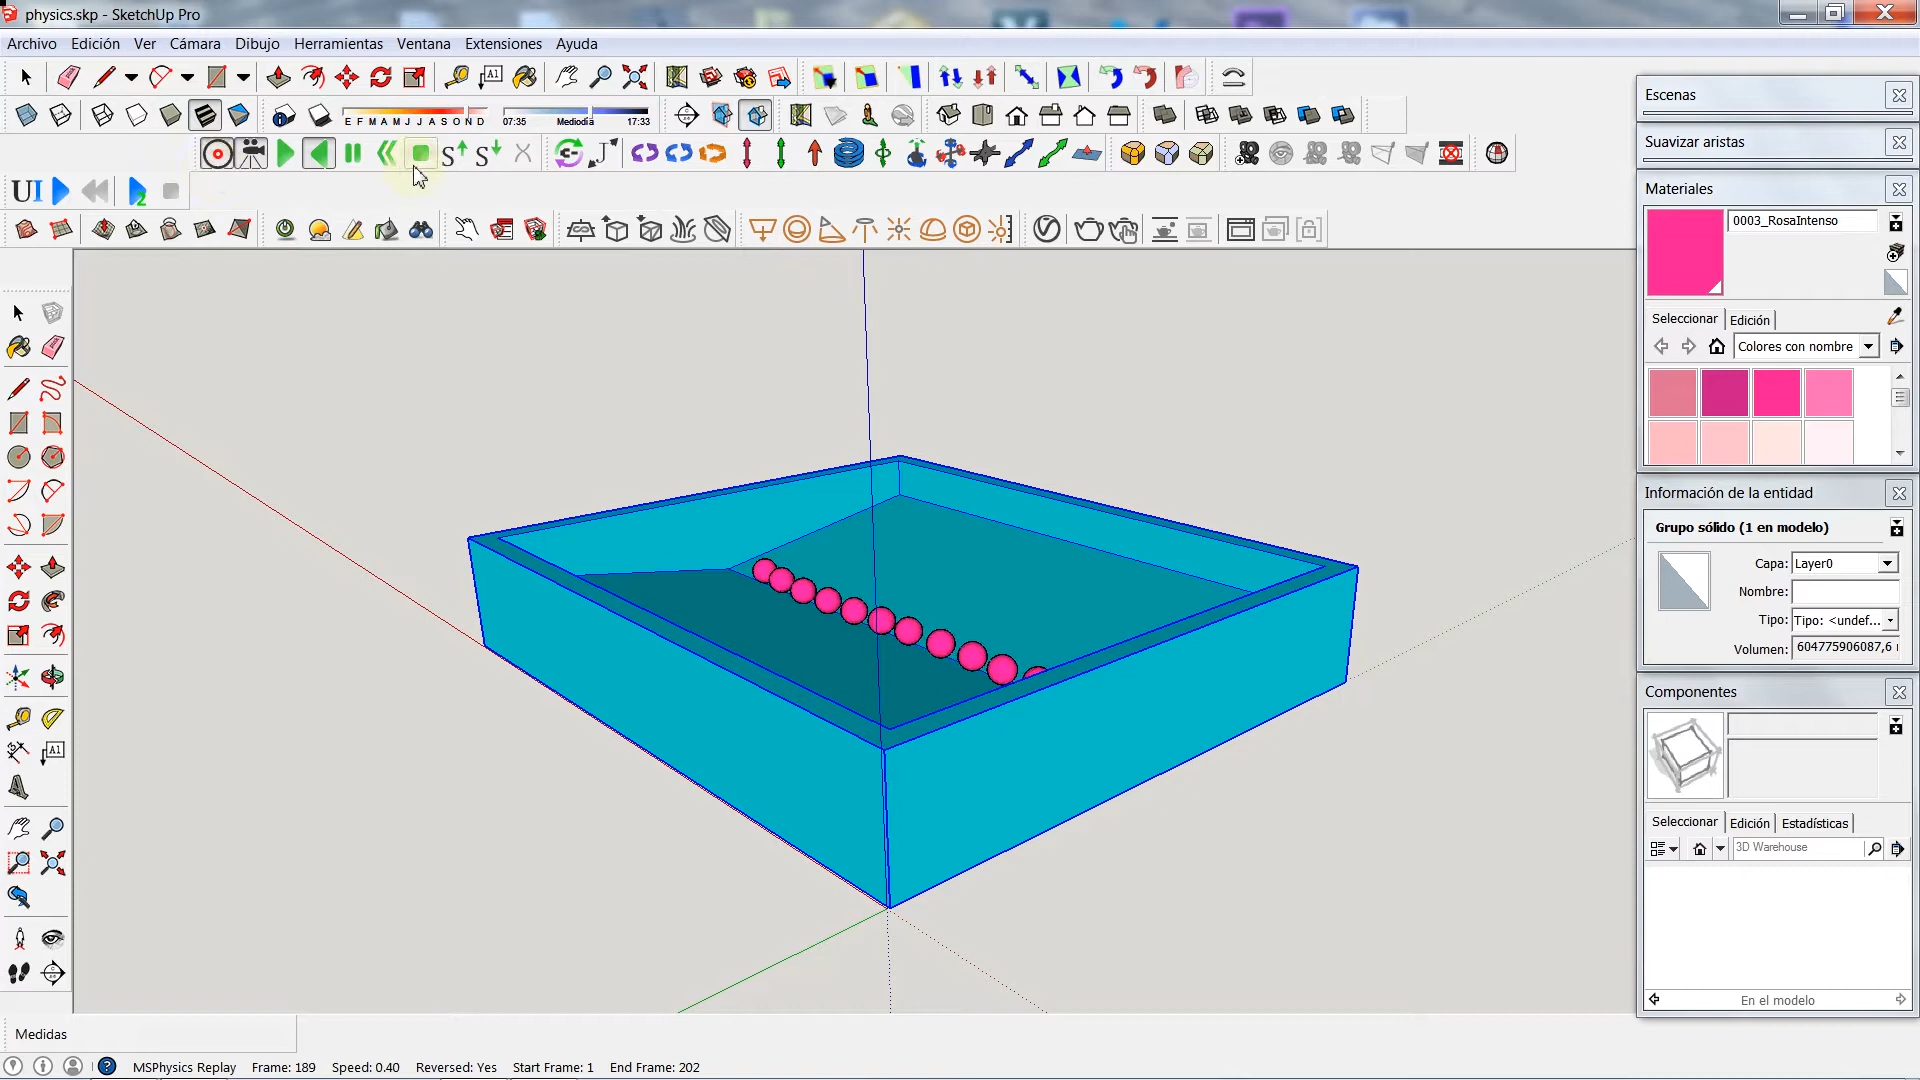 physics.skp - SketchUp Pro
Archivo Edición Ver Cámara Dibujo Herramientas Ventana Extensiones Ayuda
A1
E F M A M J J A S O N D 07:35 Mediodía 17:33
S S J
UI 2
Escenas
Suavizar aristas
Materiales
0003_RosaIntenso
Seleccionar Edición
Colores con nombre
Información de la entidad
Grupo sólido (1 en modelo)
Capa: Layer0
Nombre:
Tipo: Tipo: <undef...
Volumen: 604775906087,6
Componentes
Seleccionar Edición Estadísticas
3D Warehouse
En el modelo
A1
Medidas
MSPhysics Replay Frame: 189 Speed: 0.40 Reversed: Yes Start Frame: 1 End Frame: 202